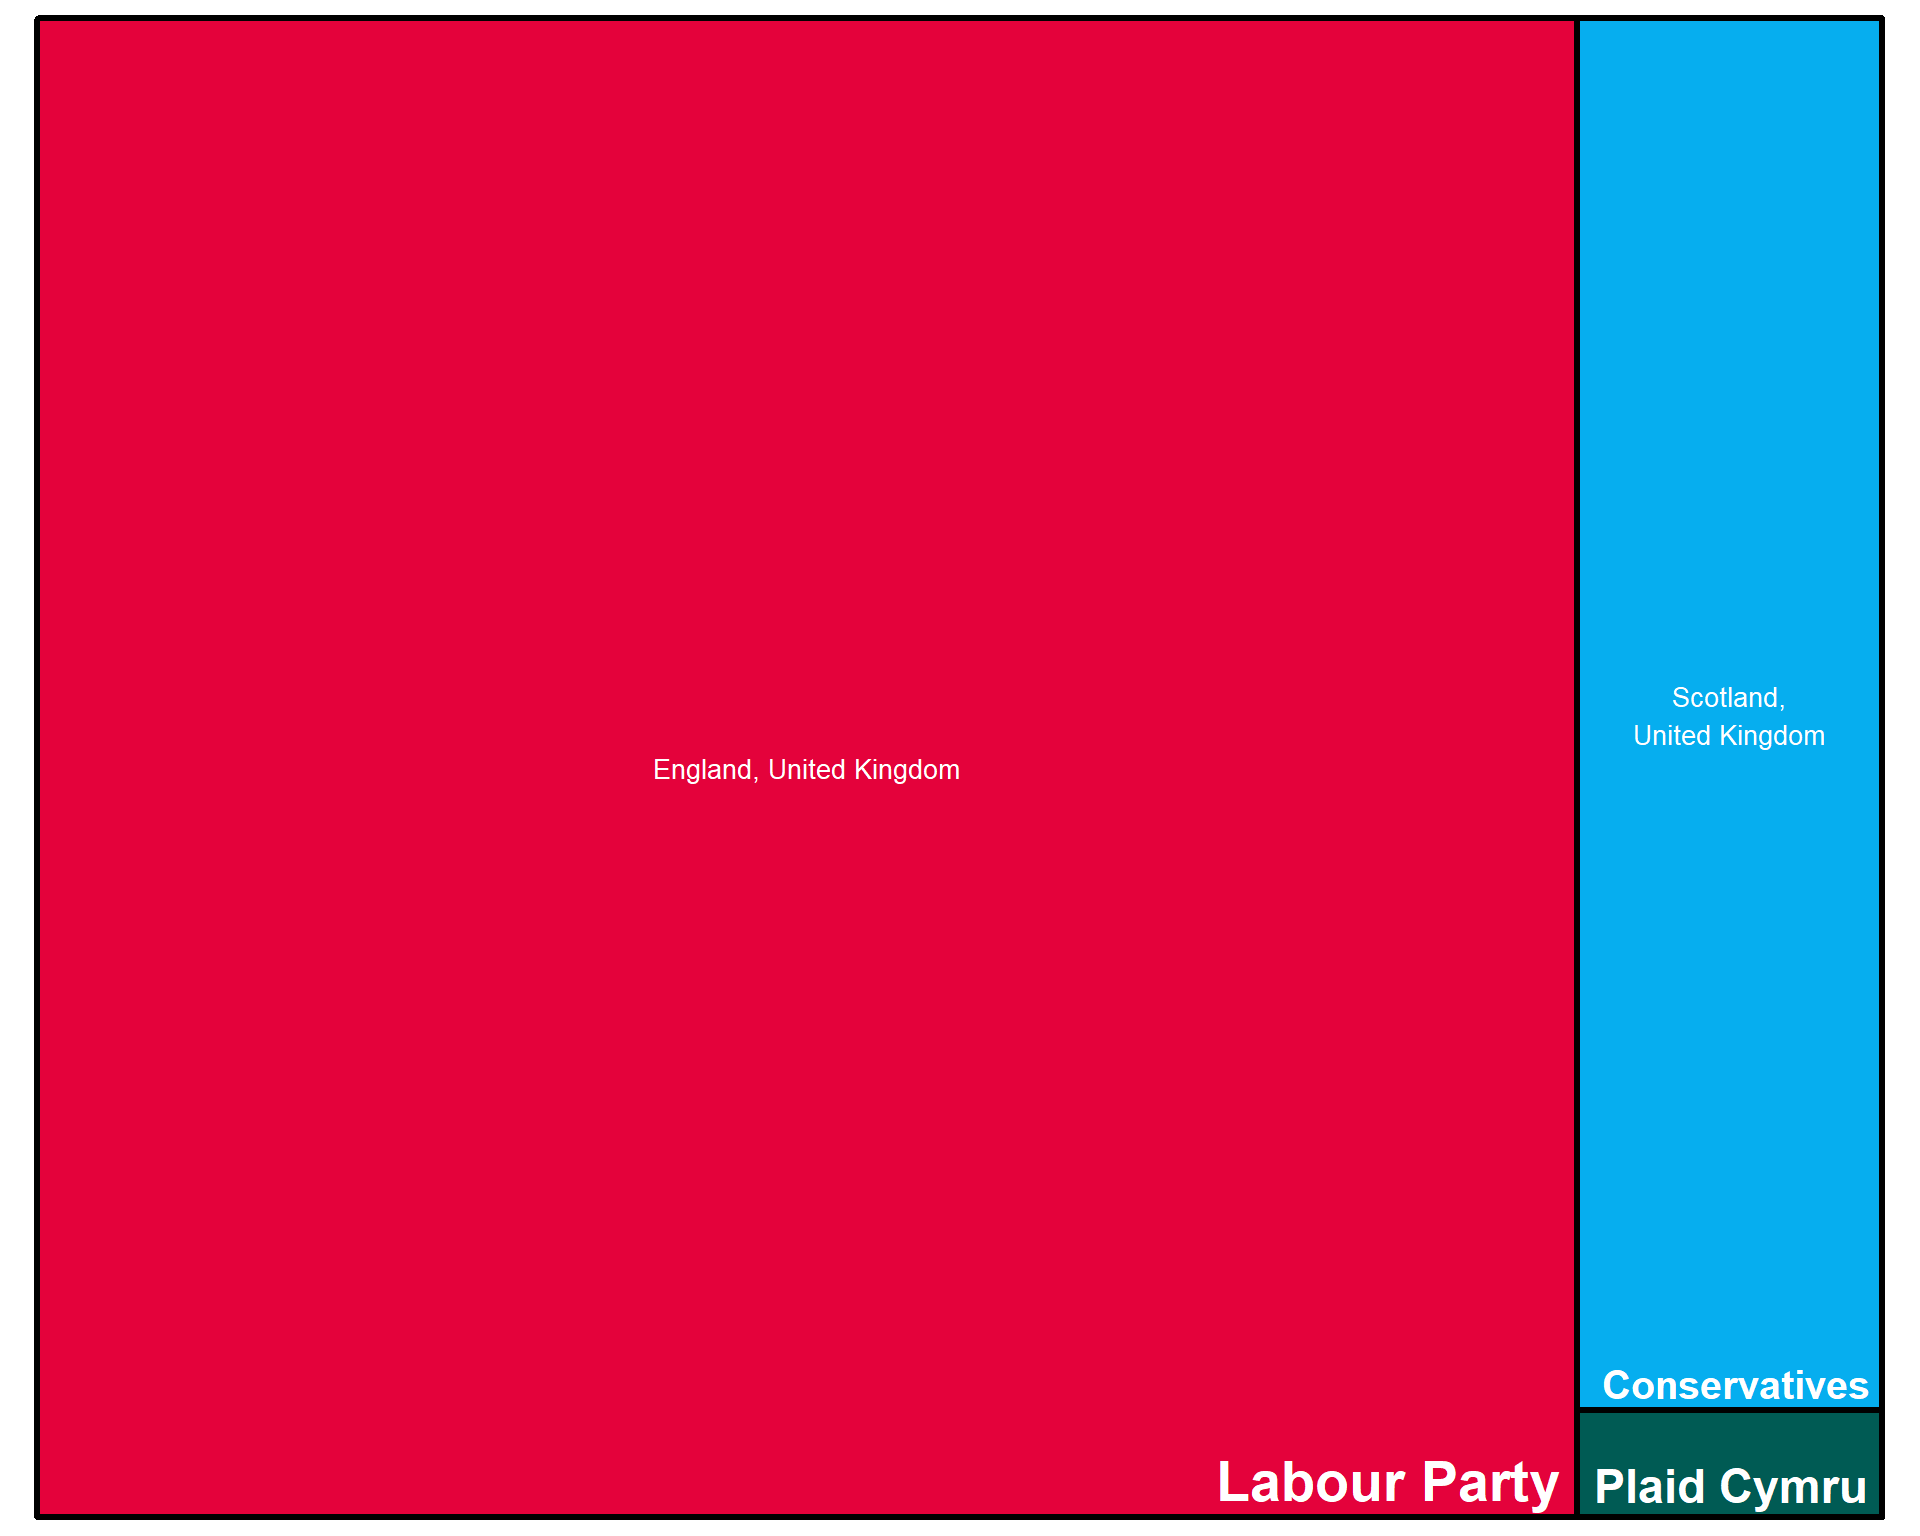 England, United Kingdom
Labour Party
Scotland,
United Kingdom
Conservatives
Plaid Cymru